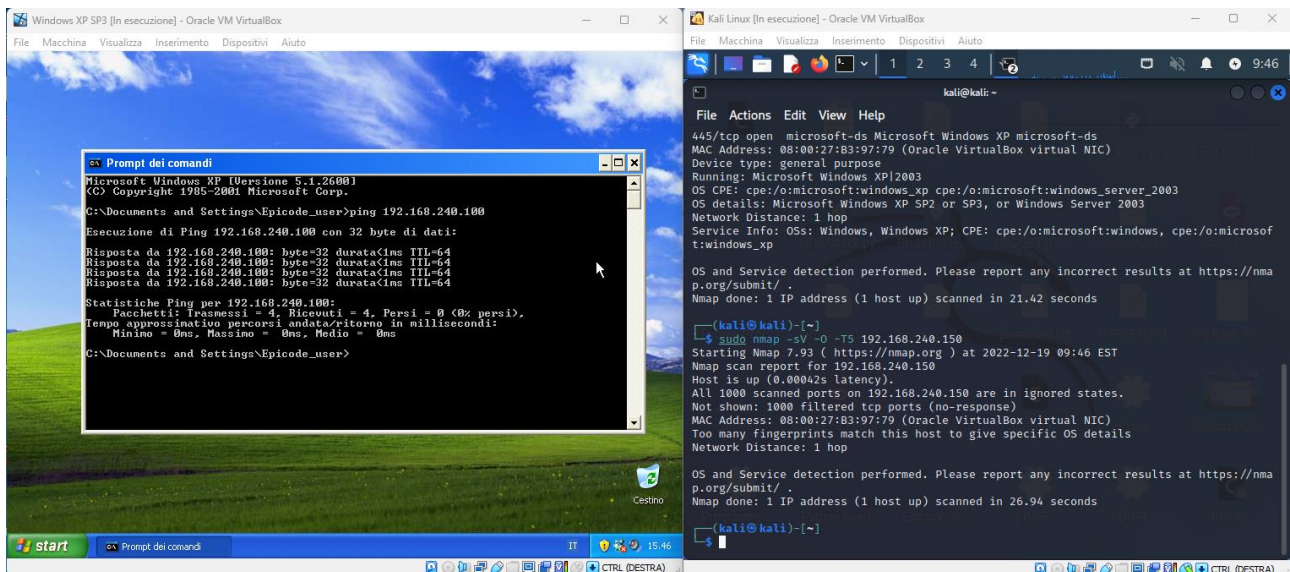 Windows XP SP3 [In esecuzione] - Oracle VM VirtualBox
File Macchina Visualizza Inserimento Dispositivi Aiuto
Prompt dei comandi
Microsoft Windows XP [Versione 5.1.2600]
(C) Copyright 1985-2001 Microsoft Corp.
C:\Documents and Settings\Epicode_user>ping 192.168.240.100
Esecuzione di Ping 192.168.240.100 con 32 byte di dati:
Risposta da 192.168.240.100: byte=32 durata<1ms TTL=64
Risposta da 192.168.240.100: byte=32 durata<1ms TTL=64
Risposta da 192.168.240.100: byte=32 durata<1ms TTL=64
Risposta da 192.168.240.100: byte=32 durata<1ms TTL=64
Statistiche Ping per 192.168.240.100:
Pacchetti: Trasmessi = 4, Ricevuti = 4, Persi = 0 (0% persi),
Tempo approssimativo percorsi andata/ritorno in millisecondi:
Minimo = 0ms, Massimo = 0ms, Medio = 0ms
C:\Documents and Settings\Epicode_user>
Cestino
start
Prompt dei comandi
IT
15.46
CTRL (DESTRA)
Kali Linux [In esecuzione] - Oracle VM VirtualBox
File Macchina Visualizza Inserimento Dispositivi Aiuto
1 2 3 4
2
9:46
kali@kali: ~
File Actions Edit View Help
445/tcp open microsoft-ds Microsoft Windows XP microsoft-ds
MAC Address: 08:00:27:B3:97:79 (Oracle VirtualBox virtual NIC)
Device type: general purpose
Running: Microsoft Windows XP|2003
OS CPE: cpe:/o:microsoft:windows_xp cpe:/o:microsoft:windows_server_2003
OS details: Microsoft Windows XP SP2 or SP3, or Windows Server 2003
Network Distance: 1 hop
Service Info: OSs: Windows, Windows XP; CPE: cpe:/o:microsoft:windows, cpe:/o:microsof
t:windows_xp
OS and Service detection performed. Please report any incorrect results at https://nma
p.org/submit/ .
Nmap done: 1 IP address (1 host up) scanned in 21.42 seconds
(kali㉿kali)-[~]
$ sudo nmap -sV -O -T5 192.168.240.150
Starting Nmap 7.93 ( https://nmap.org ) at 2022-12-19 09:46 EST
Nmap scan report for 192.168.240.150
Host is up (0.00042s latency).
All 1000 scanned ports on 192.168.240.150 are in ignored states.
Not shown: 1000 filtered tcp ports (no-response)
MAC Address: 08:00:27:B3:97:79 (Oracle VirtualBox virtual NIC)
Too many fingerprints match this host to give specific OS details
Network Distance: 1 hop
OS and Service detection performed. Please report any incorrect results at https://nma
p.org/submit/ .
Nmap done: 1 IP address (1 host up) scanned in 26.94 seconds
(kali㉿kali)-[~]
$
CTRL (DESTRA)